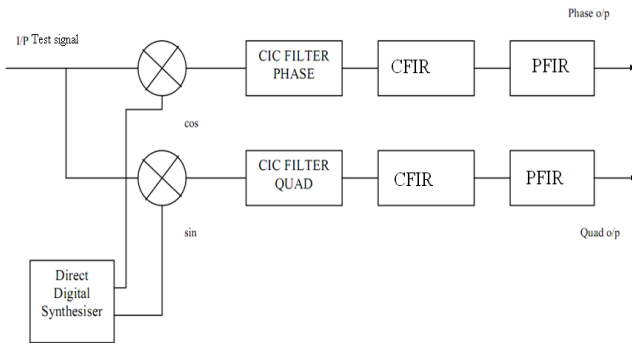 Phase o/p
I/P Test signal
CIC FILTER
PHASE
CFIR
PFIR
cos
CIC FILTER
QUAD
CFIR
PFIR
sin
Quad o/p
Direct
Digital
Synthesiser